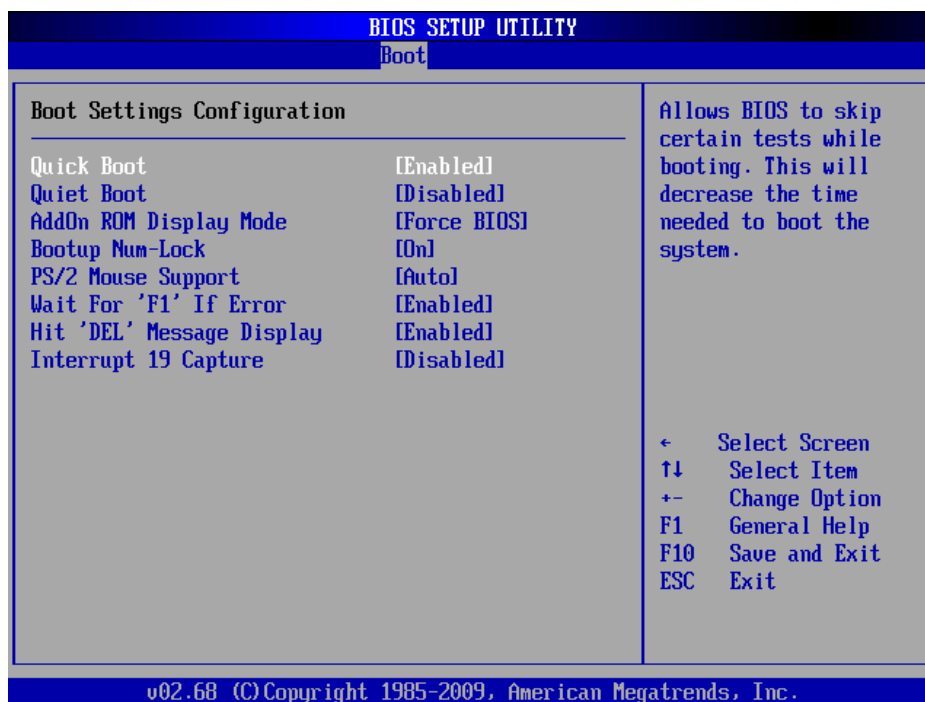 BIOS SETUP UTILITY
Boot
Boot Settings Configuration
Quick Boot [Enabled]
Quiet Boot [Disabled]
AddOn ROM Display Mode [Force BIOS]
Bootup Num-Lock [On]
PS/2 Mouse Support [Auto]
Wait For 'F1' If Error [Enabled]
Hit 'DEL' Message Display [Enabled]
Interrupt 19 Capture [Disabled]
Allows BIOS to skip
certain tests while
booting. This will
decrease the time
needed to boot the
system.
← Select Screen
↑↓ Select Item
+- Change Option
F1 General Help
F10 Save and Exit
ESC Exit
v02.68 (C)Copyright 1985-2009, American Megatrends, Inc.